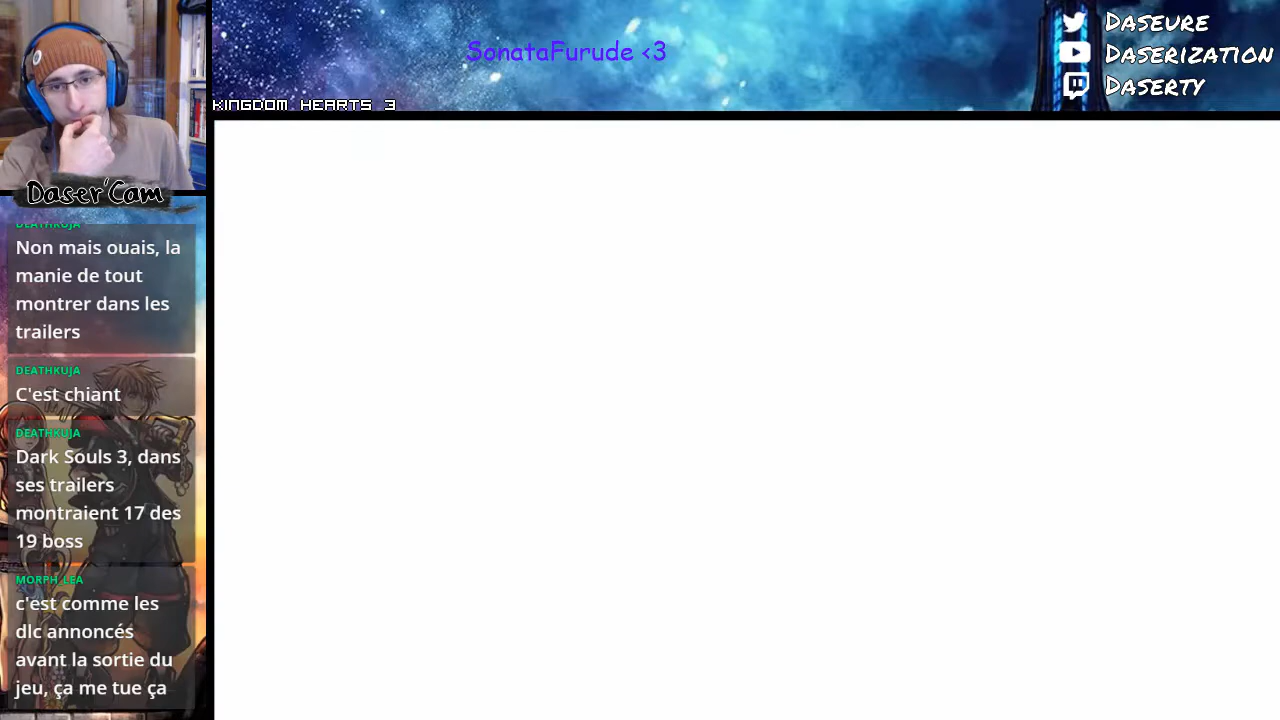 SonataFurude <3
KINGDOM HEARTS 3
DASEURE
DASERIZATION
DASERTY
Daser'Cam
DEATHKUJA
Non mais ouais, la
manie de tout
montrer dans les
trailers
DEATHKUJA
C'est chiant
DEATHKUJA
Dark Souls 3, dans
ses trailers
montraient 17 des
19 boss
MORPH_LEA
c'est comme les
dlc annoncés
avant la sortie du
jeu, ça me tue ça